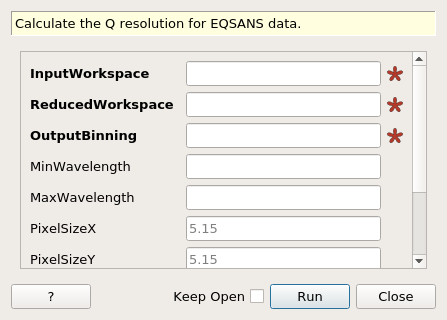 Calculate the Q resolution for EQSANS data.
InputWorkspace
ReducedWorkspace
OutputBinning
MinWavelength
MaxWavelength
PixelSizeX 5.15
PixelSizeY 5.15
? Keep Open Run Close